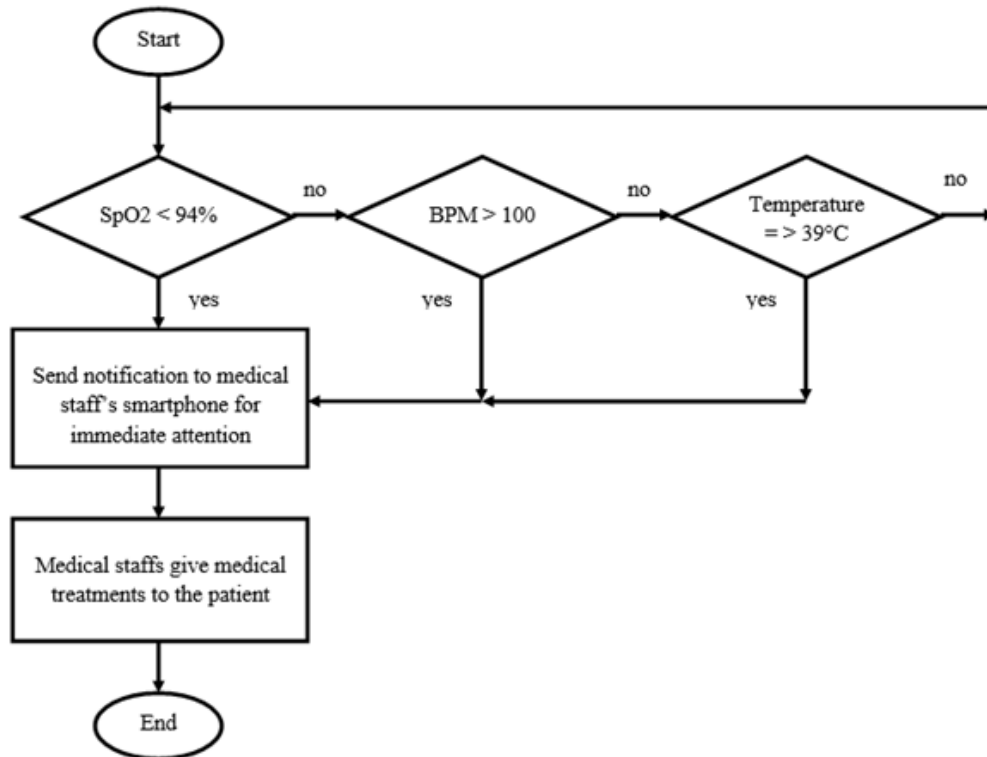 Start
SpO2 < 94%
no
BPM > 100
no
Temperature
= > 39°C
no
yes
yes
yes
Send notification to medical
staff's smartphone for
immediate attention
Medical staffs give medical
treatments to the patient
End